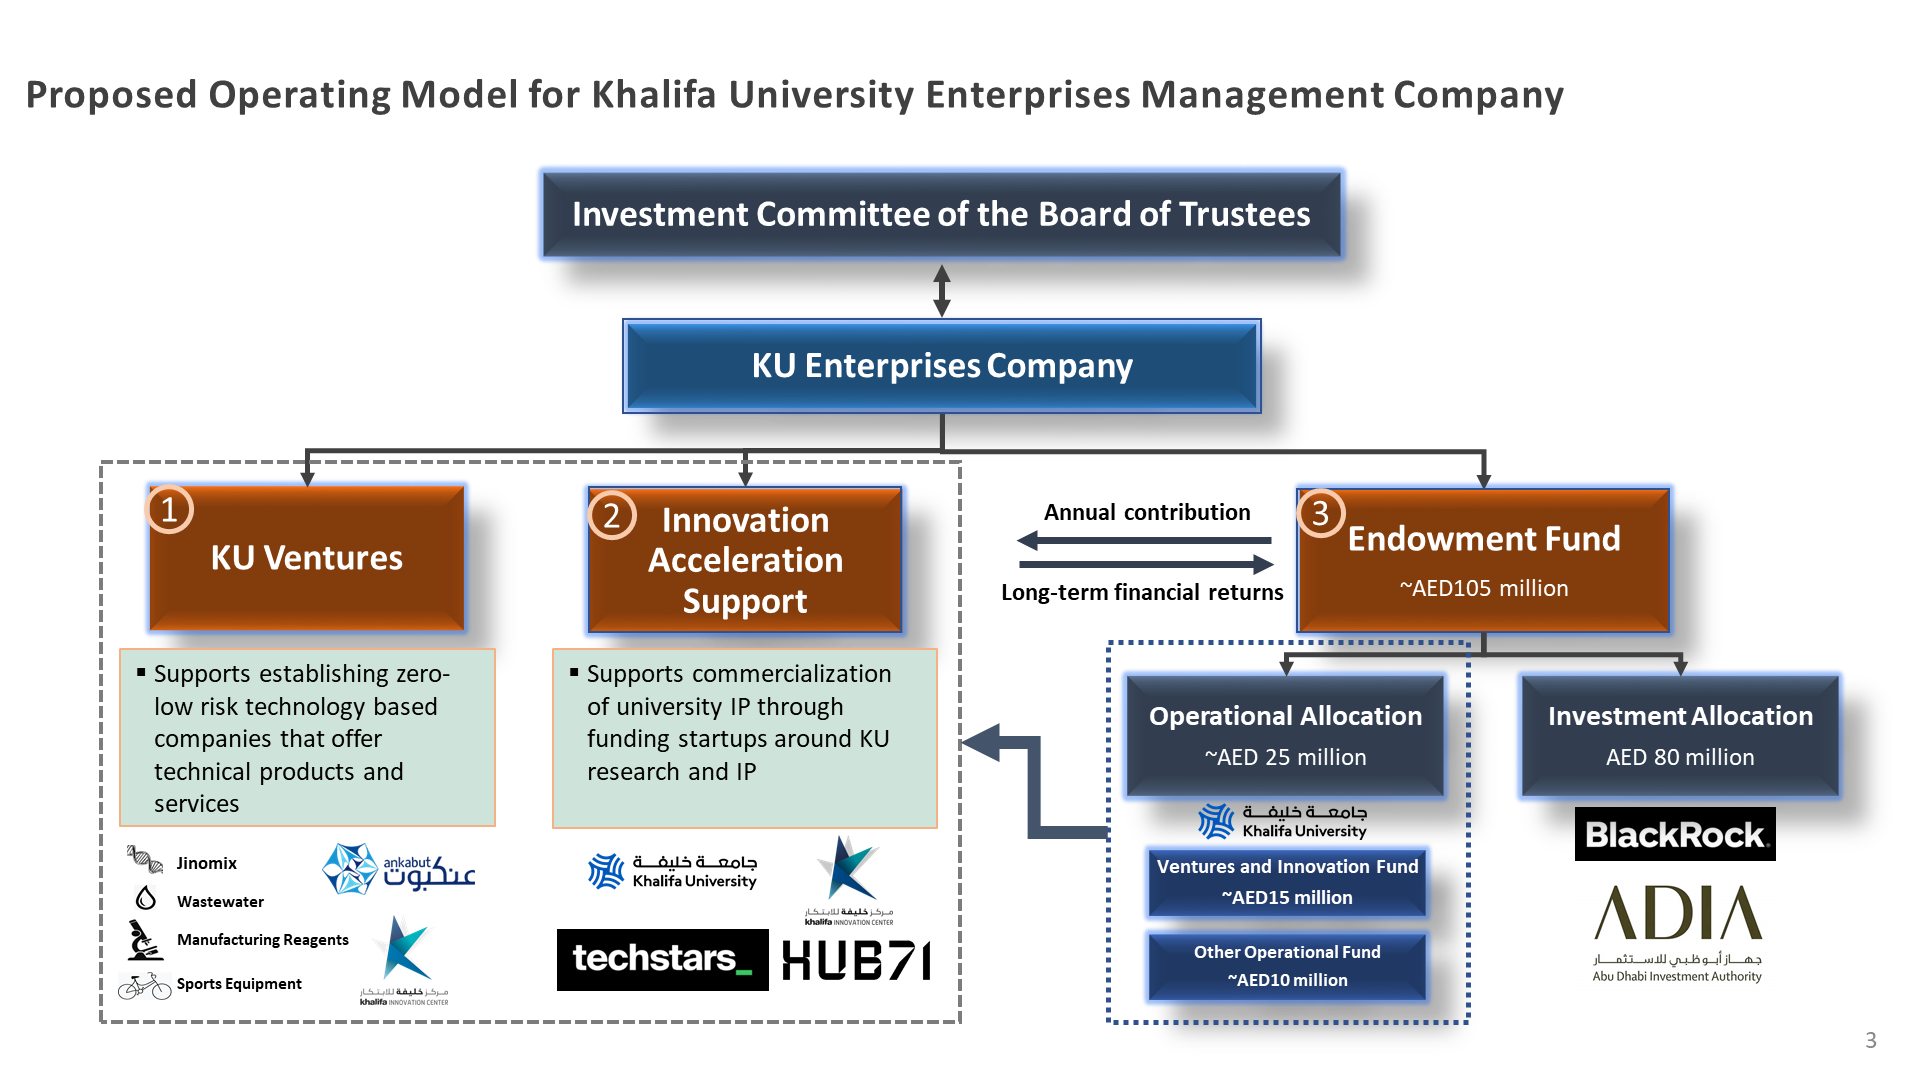 Proposed Operating Model for Khalifa University Enterprises Management Company
Investment Committee of the Board of Trustees
KU Enterprises Company
1
KU Ventures
2
Innovation
Acceleration
Support
Annual contribution
Long-term financial returns
3
Endowment Fund
~AED105 million
▪ Supports establishing zero-
low risk technology based
companies that offer
technical products and
services
▪ Supports commercialization
of university IP through
funding startups around KU
research and IP
Jinomix
Wastewater
Manufacturing Reagents
Sports Equipment
ankabut
عنكبوت
مركز خليفة للابتكار
khalifa INNOVATION CENTER
جامعة خليفة
Khalifa University
مركز خليفة للابتكار
khalifa INNOVATION CENTER
techstars_
HUB71
Operational Allocation
~AED 25 million
جامعة خليفة
Khalifa University
Ventures and Innovation Fund
~AED15 million
Other Operational Fund
~AED10 million
Investment Allocation
AED 80 million
BlackRock.
ADIA
جهاز أبوظبي للاستثمار
Abu Dhabi Investment Authority
3